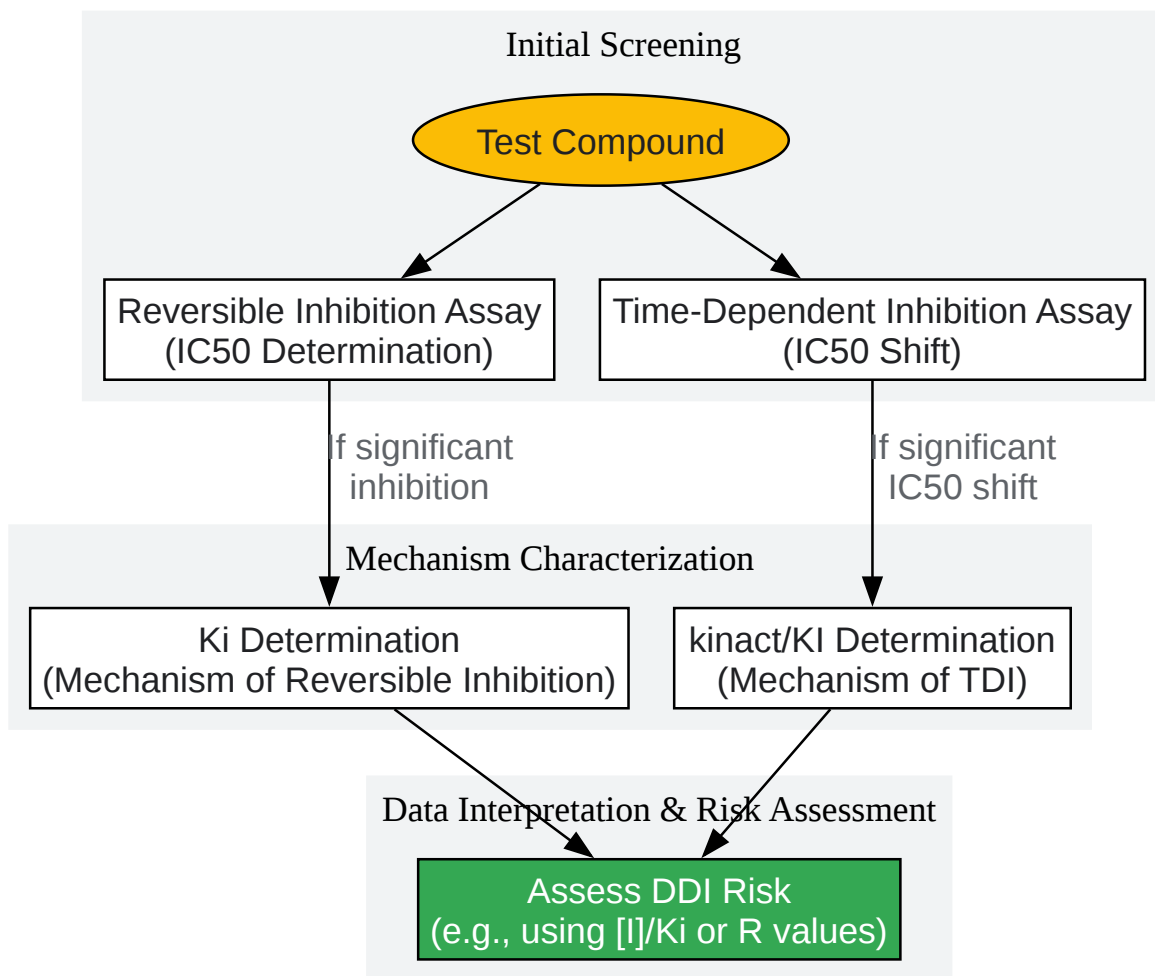 Initial Screening
Test Compound
Reversible Inhibition Assay
(IC50 Determination)
Time-Dependent Inhibition Assay
(IC50 Shift)
If significant
inhibition
If significant
IC50 shift
Mechanism Characterization
Ki Determination
(Mechanism of Reversible Inhibition)
kinact/KI Determination
(Mechanism of TDI)
Data Interpretation & Risk Assessment
Assess DDI Risk
(e.g., using [I]/Ki or R values)